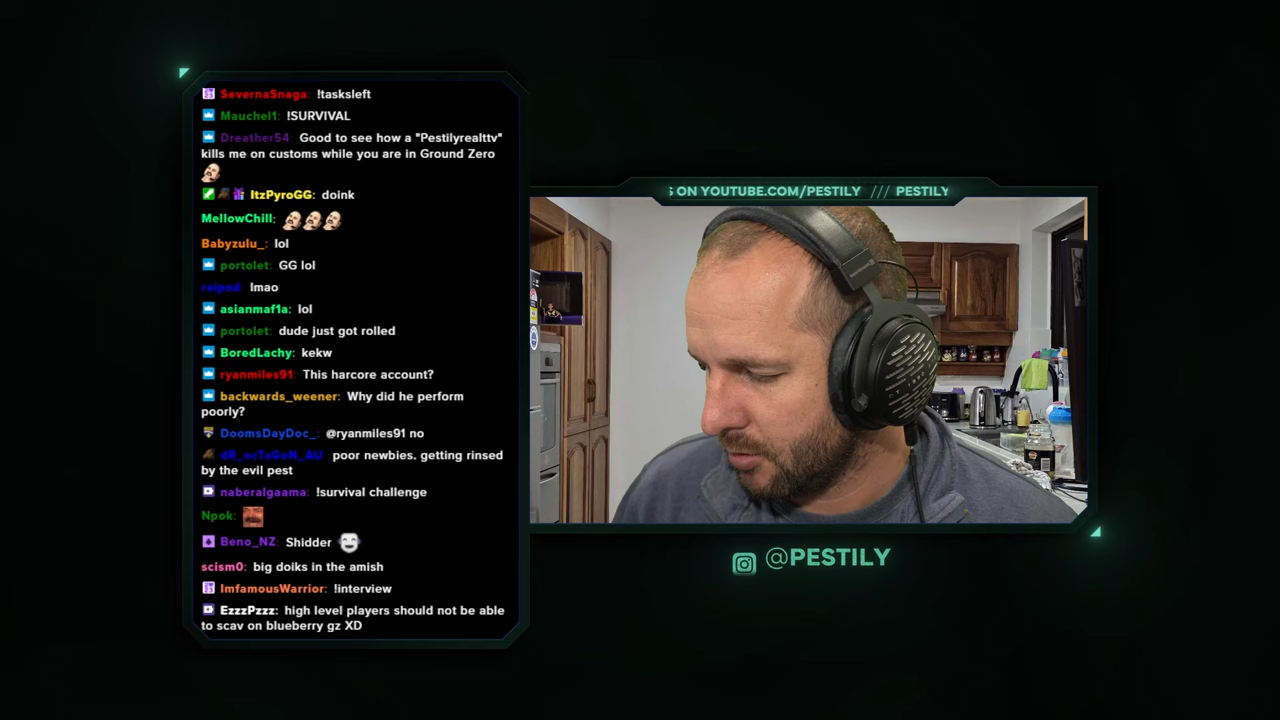 SevernaSnaga: !tasksleft
Mauchel1: !SURVIVAL
Dreather54: Good to see how a "Pestilyrealttv"
kills me on customs while you are in Ground Zero
ItzPyroGG: doink
MellowChill:
Babyzulu_: lol
portolet: GG lol
raipod: lmao
asianmaf1a: lol
portolet: dude just got rolled
BoredLachy: kekw
ryanmiles91: This harcore account?
backwards_weener: Why did he perform
poorly?
DoomsDayDoc_: @ryanmiles91 no
dR_ocTaGoN_AU: poor newbies. getting rinsed
by the evil pest
naberalgaama: !survival challenge
Npok:
Beno_NZ: Shidder
scism0: big doiks in the amish
ImfamousWarrior: !interview
EzzzPzzz: high level players should not be able
to scav on blueberry gz XD
ON YOUTUBE.COM/PESTILY /// PESTILY
@PESTILY